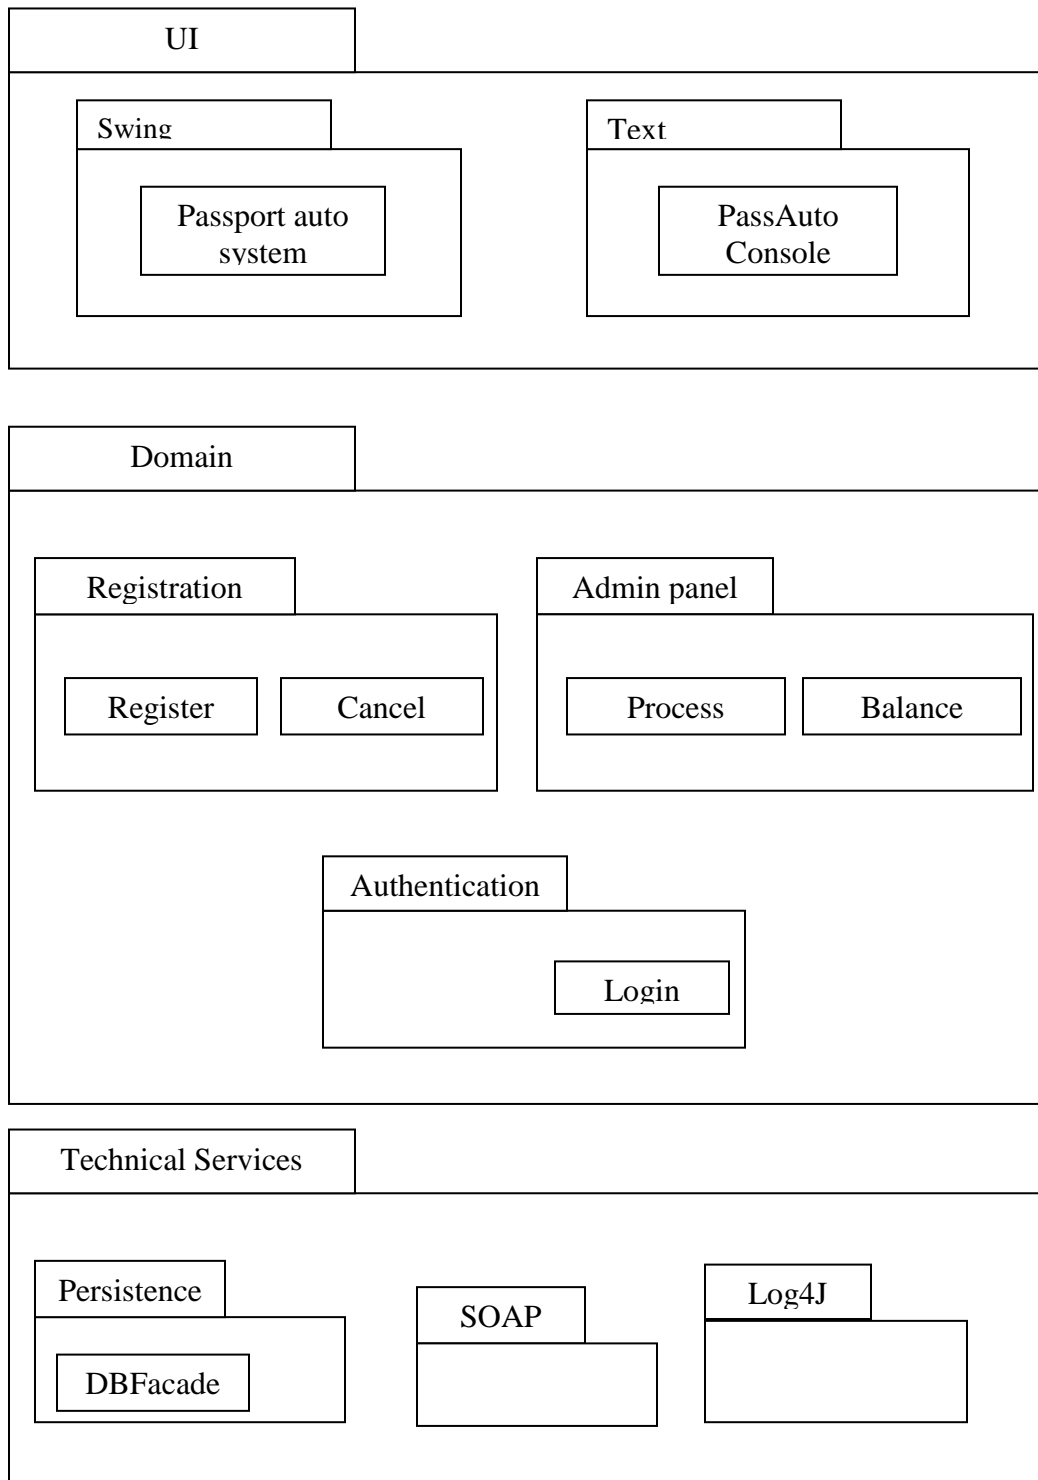 UI
Swing
Text
Passport auto
system
PassAuto
Console
Domain
Registration
Admin panel
Register
Cancel
Process
Balance
Authentication
Login
Technical Services
Persistence
SOAP
Log4J
DBFacade